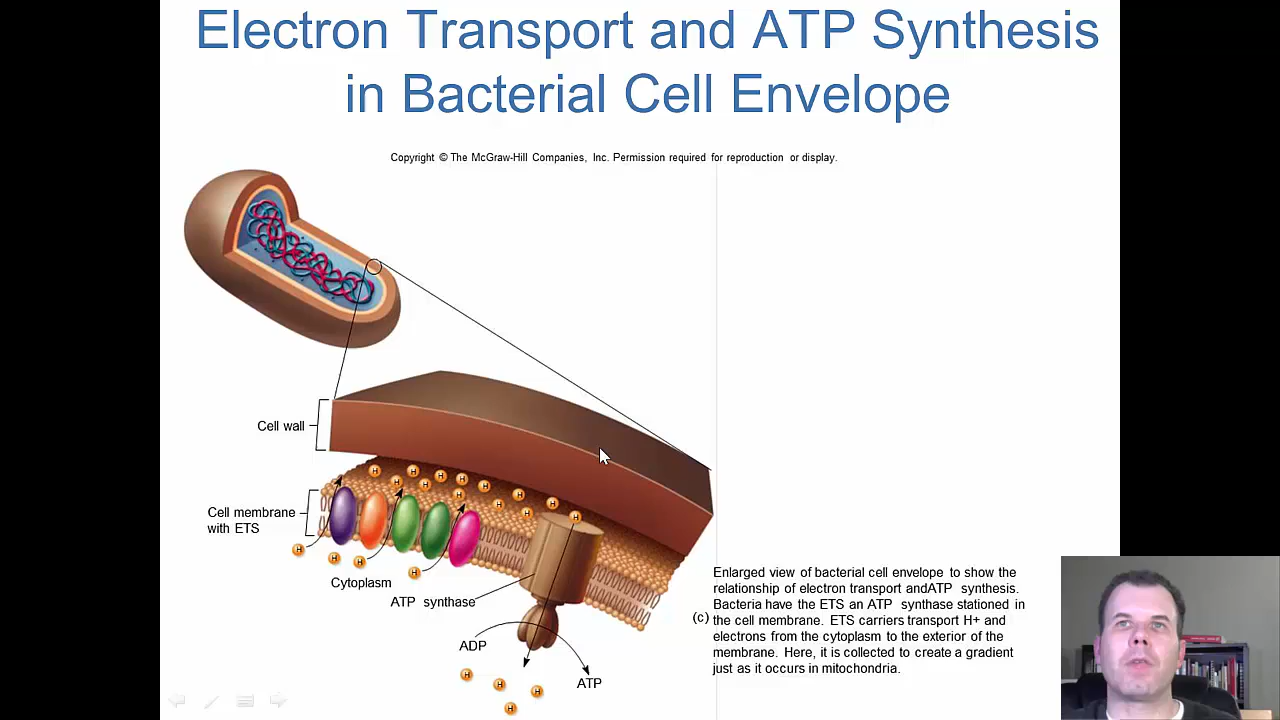 Electron Transport and ATP Synthesis
in Bacterial Cell Envelope
Copyright © The McGraw-Hill Companies, Inc. Permission required for reproduction or display.
Cell wall
H H H H H H H H H H H H
Cell membrane
with ETS
H H H H
Cytoplasm
ATP synthase
ADP
ATP
H H H H
Enlarged view of bacterial cell envelope to show the
relationship of electron transport andATP synthesis.
Bacteria have the ETS an ATP synthase stationed in
(c) the cell membrane. ETS carriers transport H+ and
electrons from the cytoplasm to the exterior of the
membrane. Here, it is collected to create a gradient
just as it occurs in mitochondria.